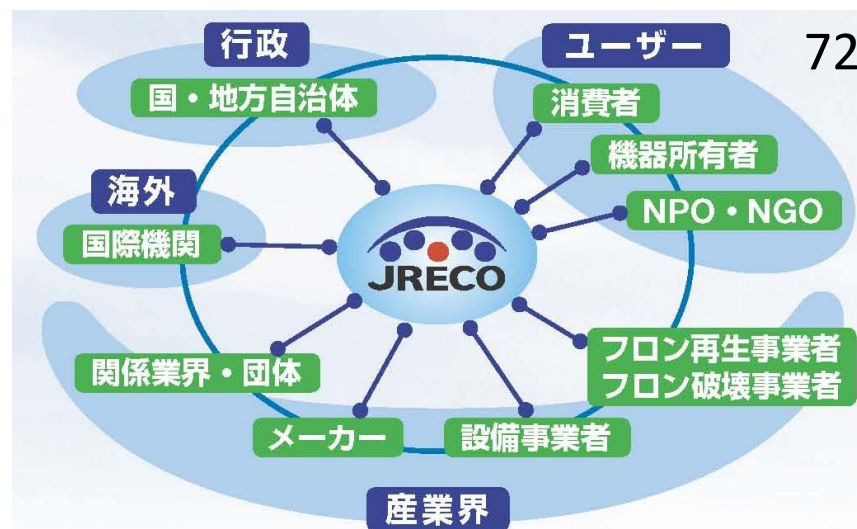 行政
ユーザー
72
国・地方自治体
消費者
機器所有者
海外
NPO・NGO
国際機関
JRECO
フロン再生事業者
フロン破壊事業者
関係業界・団体
メーカー
設備事業者
産業界